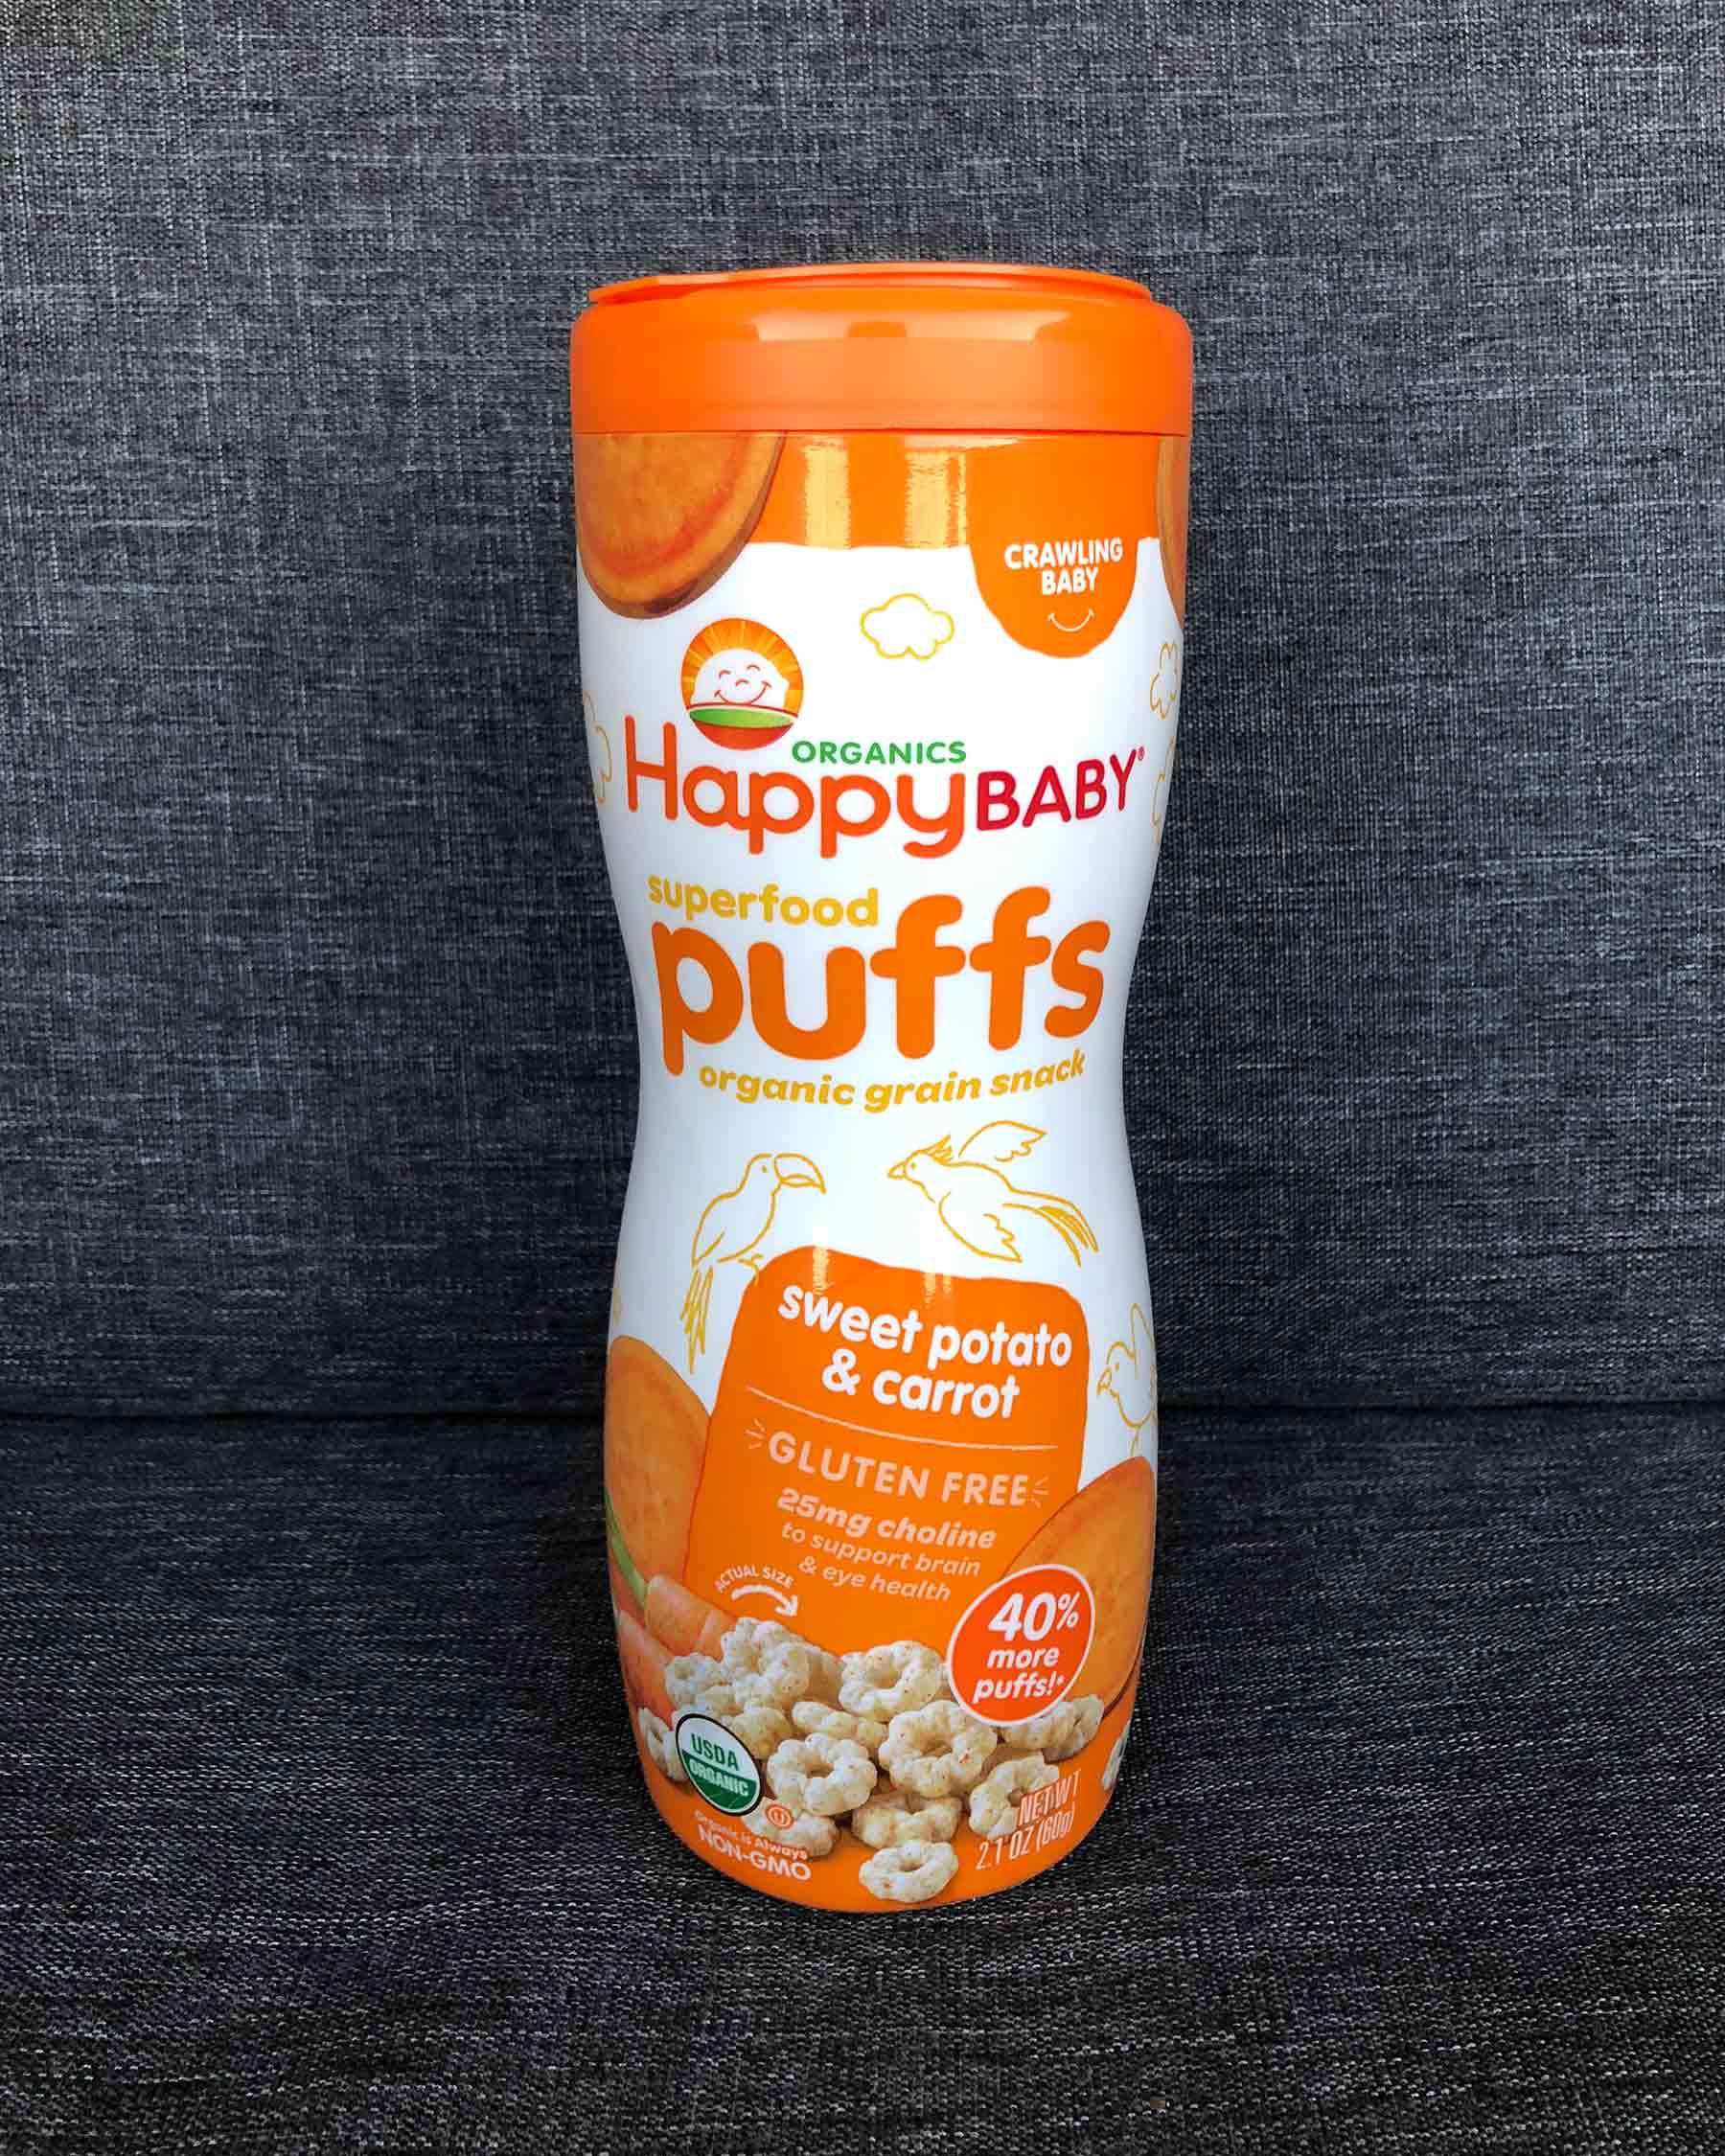 CRAWLING
BABY
ORGANICS
HappyBABY®
superfood
puffs
organic grain snack
sweet potato
& carrot
GLUTEN FREE
25mg choline
to support brain
& eye health
ACTUAL SIZE
40%
more
puffs!*
USDA
ORGANIC
U
Organic is Always
NON-GMO
NET WT
2.1 OZ (60g)